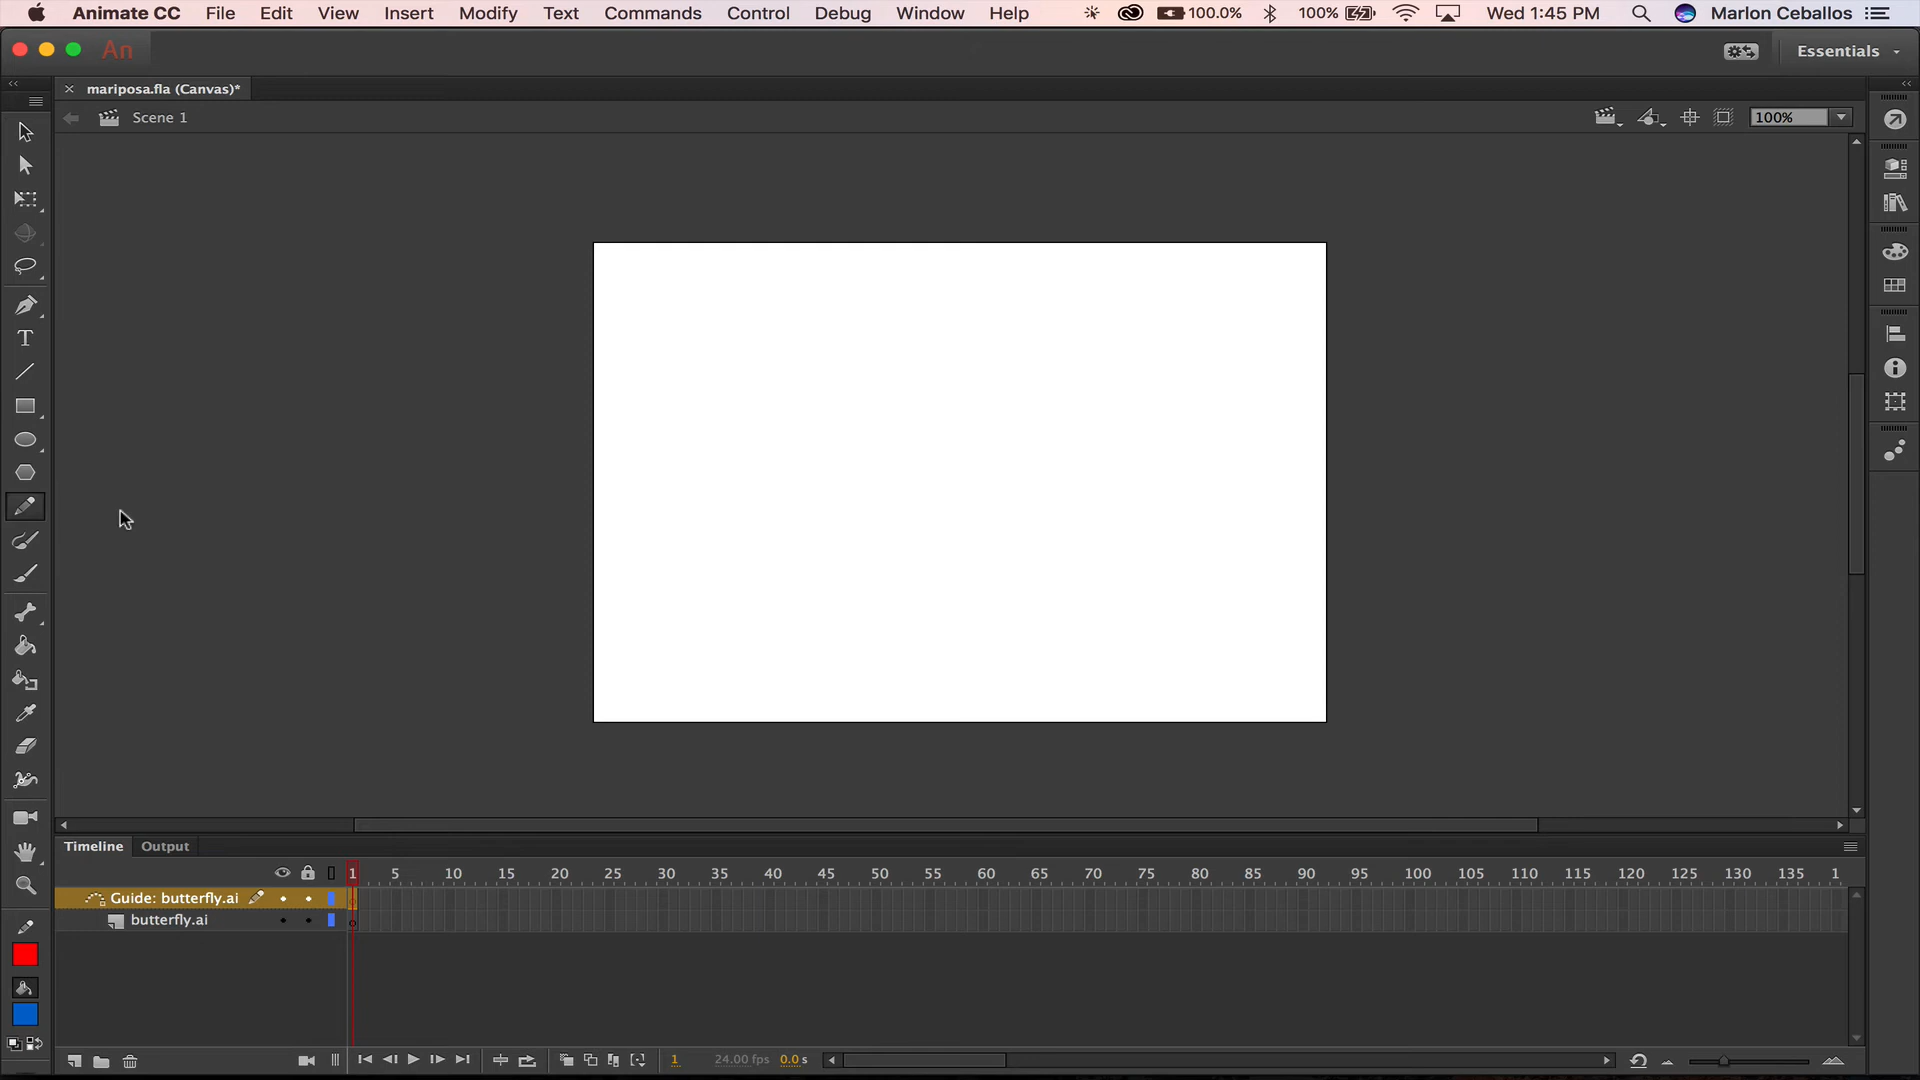 Animate CC File Edit View Insert Modify Text Commands Control Debug Window Help 100.0% 100% Wed 1:45 PM Marlon Ceballos
An Essentials
mariposa.fla (Canvas)*
Scene 1 100%
T
Timeline Output
1 5 10 15 20 25 30 35 40 45 50 55 60 65 70 75 80 85 90 95 100 105 110 115 120 125 130 135 1
Guide: butterfly.ai
butterfly.ai
1 24.00 fps 0.0 s